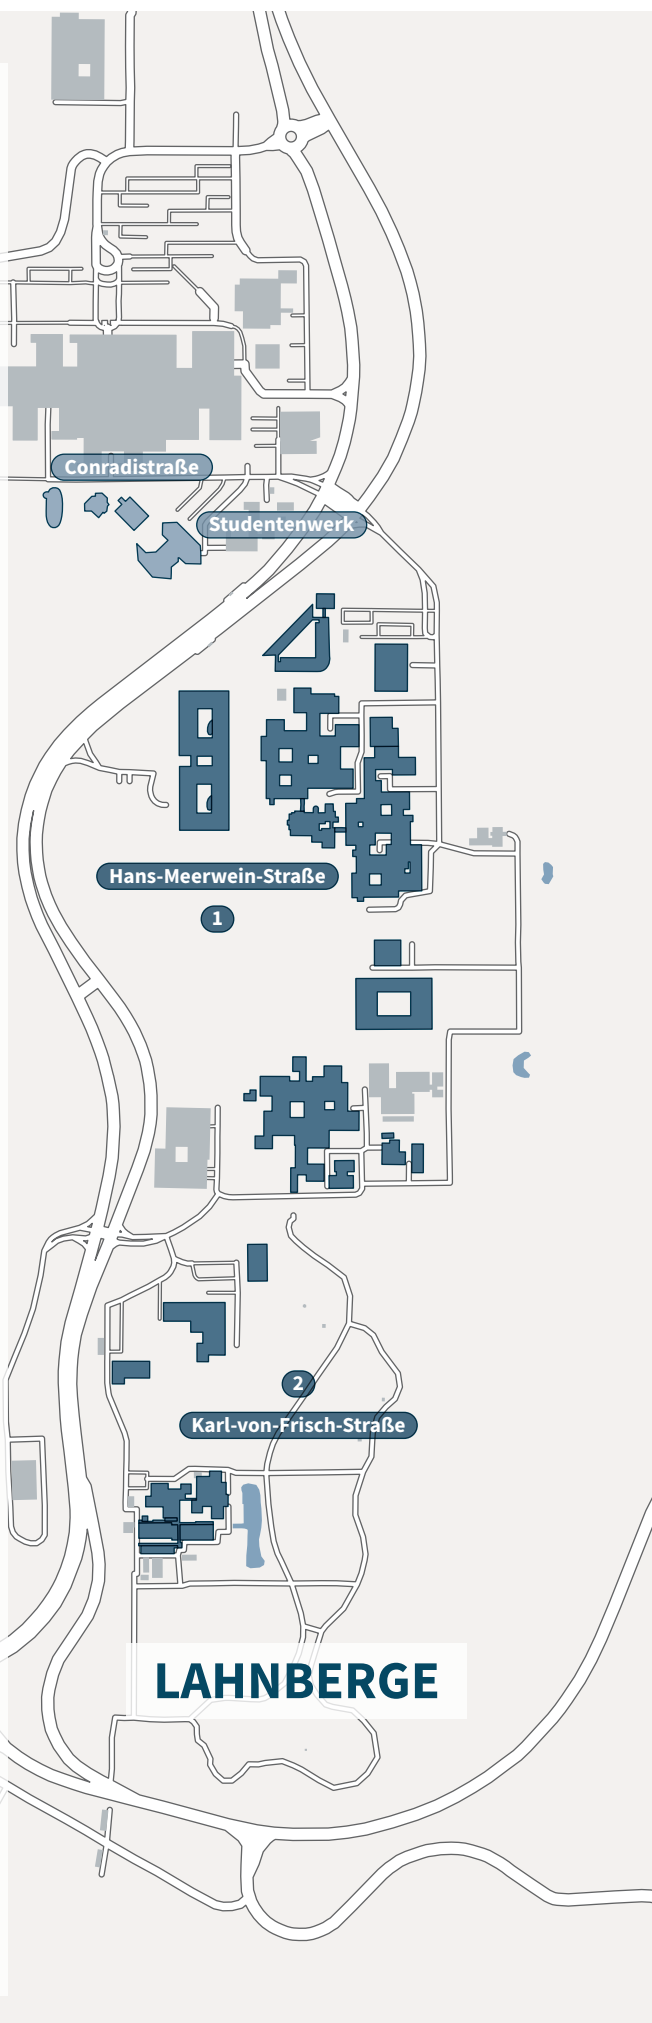 Conradistraße
Studentenwerk
Hans-Meerwein-Straße
1
2
Karl-von-Frisch-Straße
LAHNBERGE